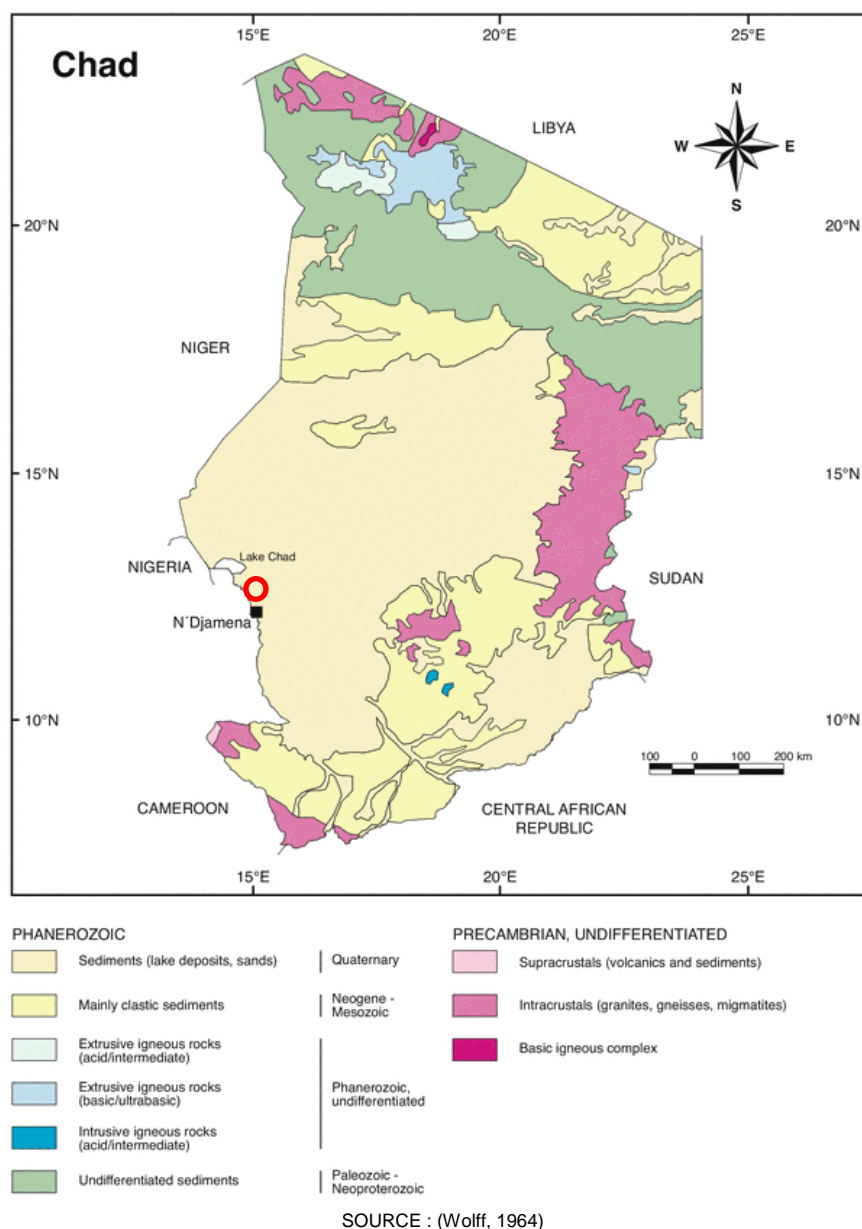 15°E 20°E 25°E
Chad
LIBYA
N
W E
S
20°N 20°N
NIGER
15°N 15°N
Lake Chad
NIGERIA
SUDAN
N´Djamena
10°N 10°N
100 0 100 200 km
CAMEROON
CENTRAL AFRICAN
REPUBLIC
15°E 20°E 25°E
PHANEROZOIC
Sediments (lake deposits, sands)
Quaternary
Mainly clastic sediments
Neogene -
Mesozoic
Extrusive igneous rocks
(acid/intermediate)
Extrusive igneous rocks
(basic/ultrabasic)
Phanerozoic,
undifferentiated
Intrusive igneous rocks
(acid/intermediate)
Undifferentiated sediments
Paleozoic -
Neoproterozoic
PRECAMBRIAN, UNDIFFERENTIATED
Supracrustals (volcanics and sediments)
Intracrustals (granites, gneisses, migmatites)
Basic igneous complex
SOURCE : (Wolff, 1964)